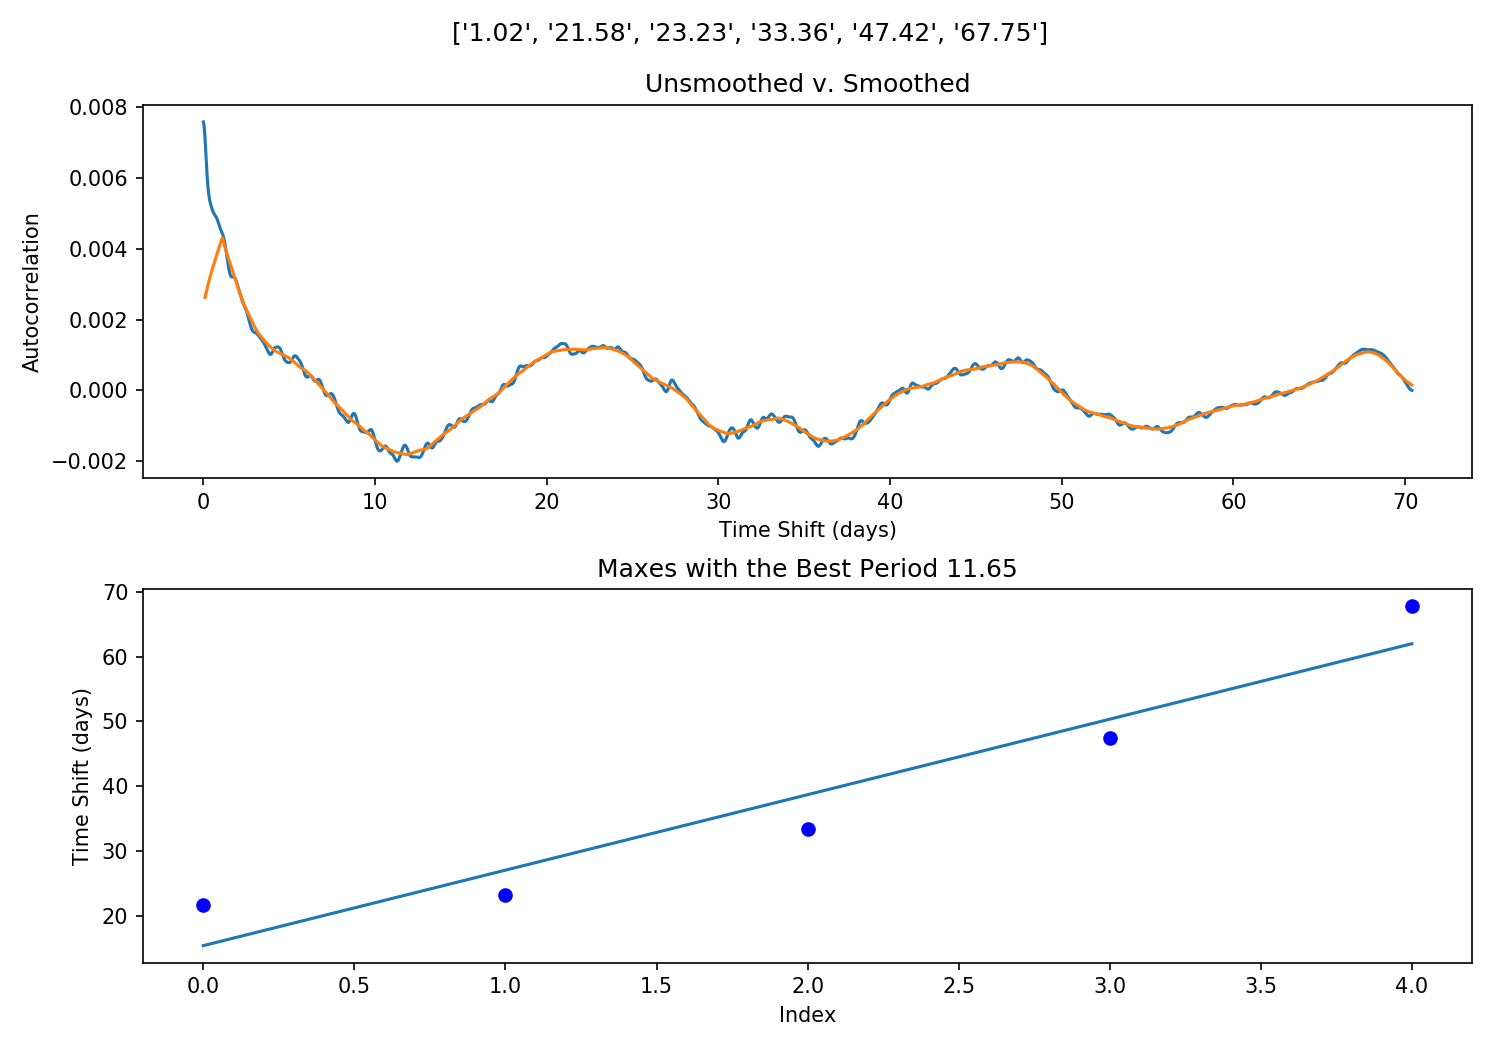 ['1.02', '21.58', '23.23', '33.36', '47.42', '67.75']
Unsmoothed v. Smoothed
0.008
0.006
0.004
0.002
0.000
−0.002
Autocorrelation
0 10 20 30 40 50 60 70
Time Shift (days)
Maxes with the Best Period 11.65
70
60
50
40
30
20
Time Shift (days)
0.0 0.5 1.0 1.5 2.0 2.5 3.0 3.5 4.0
Index